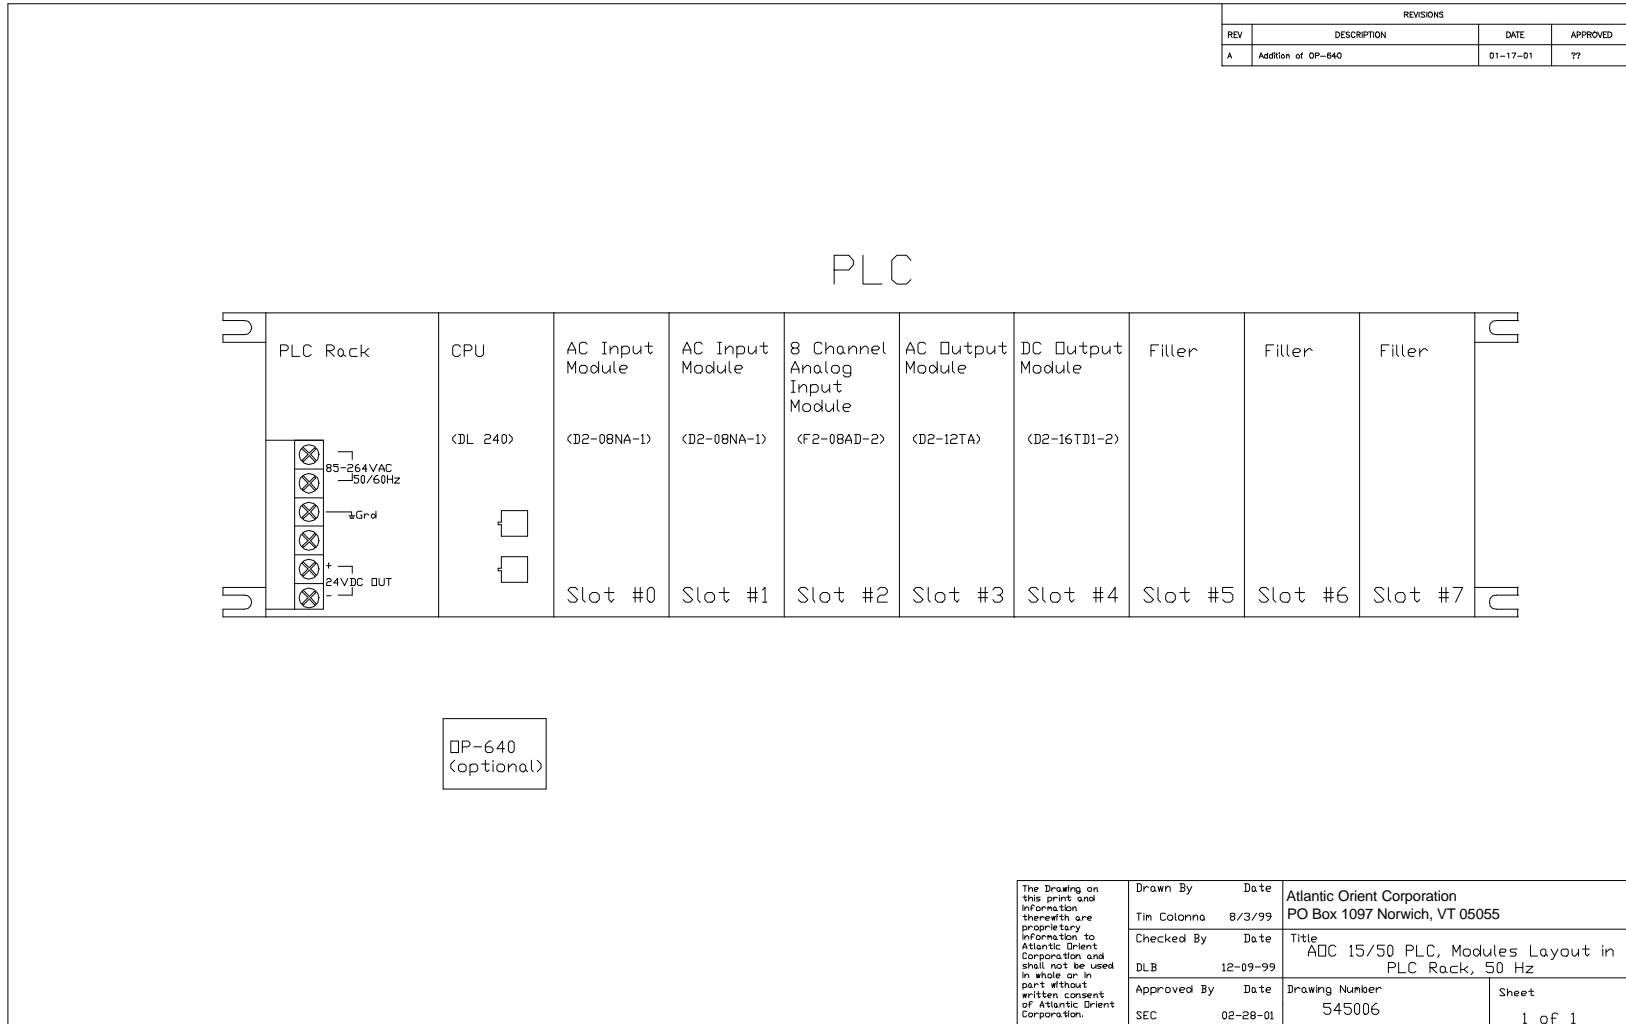 REVISIONS
REV DESCRIPTION DATE APPROVED
A Addition of OP-640 01-17-01 ??
PLC
PLC Rack
85-264VAC
50/60Hz
Grd
+
24VDC OUT
-
CPU
(DL 240)
AC Input
Module
(D2-08NA-1)
Slot #0
AC Input
Module
(D2-08NA-1)
Slot #1
8 Channel
Analog
Input
Module
(F2-08AD-2)
Slot #2
AC Output
Module
(D2-12TA)
Slot #3
DC Output
Module
(D2-16TD1-2)
Slot #4
Filler
Slot #5
Filler
Slot #6
Filler
Slot #7
OP-640
(optional)
The Drawing on
this print and
information
therewith are
proprietary
information to
Atlantic Orient
Corporation and
shall not be used
in whole or in
part without
written consent
of Atlantic Orient
Corporation.
Drawn By Date
Tim Colonna 8/3/99
Checked By Date
DLB 12-09-99
Approved By Date
SEC 02-28-01
Atlantic Orient Corporation
PO Box 1097 Norwich, VT 05055
Title
AOC 15/50 PLC, Modules Layout in
PLC Rack, 50 Hz
Drawing Number
545006
Sheet
1 of 1